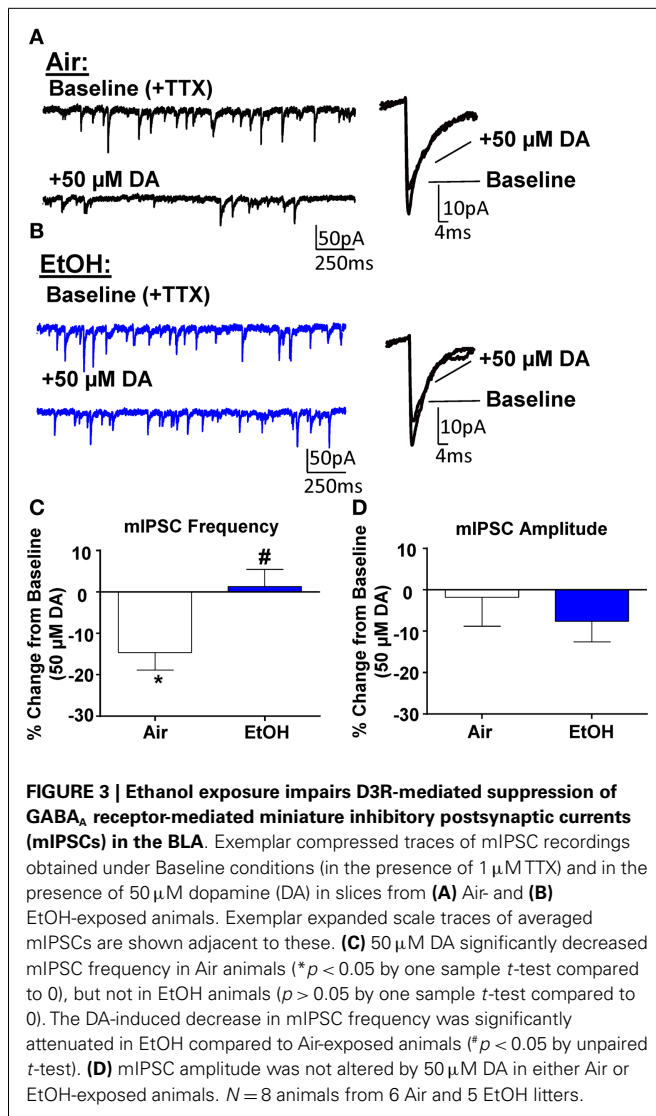 A
Air:
Baseline (+TTX)
+50 µM DA
+50 µM DA
Baseline
10pA
4ms
50pA
250ms
B
EtOH:
Baseline (+TTX)
+50 µM DA
+50 µM DA
Baseline
10pA
4ms
50pA
250ms
C
mIPSC Frequency
% Change from Baseline
(50 µM DA)
10
0
-10
-20
-30
*
#
Air
EtOH
D
mIPSC Amplitude
% Change from Baseline
(50 µM DA)
10
0
-10
-20
-30
Air
EtOH
FIGURE 3 | Ethanol exposure impairs D3R-mediated suppression of
GABAA receptor-mediated miniature inhibitory postsynaptic currents
(mIPSCs) in the BLA. Exemplar compressed traces of mIPSC recordings
obtained under Baseline conditions (in the presence of 1 µM TTX) and in the
presence of 50 µM dopamine (DA) in slices from (A) Air- and (B)
EtOH-exposed animals. Exemplar expanded scale traces of averaged
mIPSCs are shown adjacent to these. (C) 50 µM DA significantly decreased
mIPSC frequency in Air animals (*p < 0.05 by one sample t-test compared
to 0), but not in EtOH animals (p > 0.05 by one sample t-test compared to
0). The DA-induced decrease in mIPSC frequency was significantly
attenuated in EtOH compared to Air-exposed animals (#p < 0.05 by unpaired
t-test). (D) mIPSC amplitude was not altered by 50 µM DA in either Air or
EtOH-exposed animals. N = 8 animals from 6 Air and 5 EtOH litters.